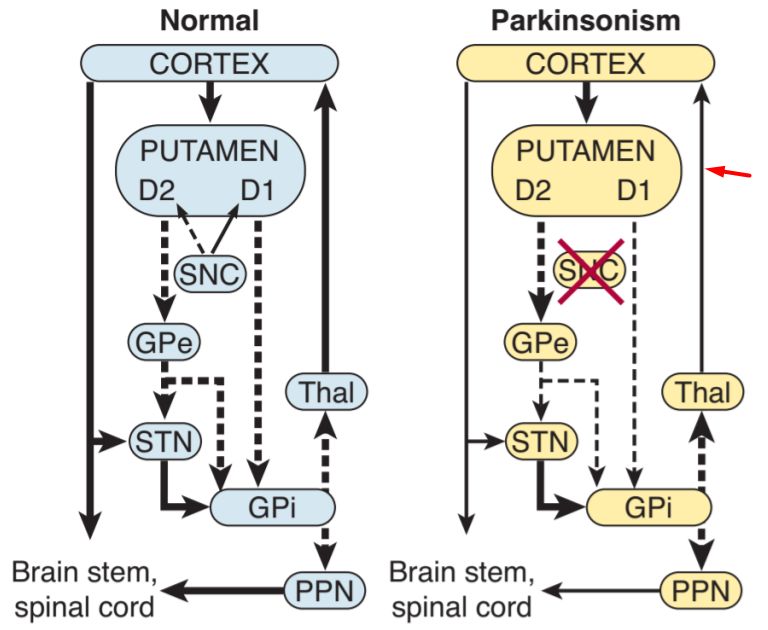 Normal
CORTEX
PUTAMEN
D2 D1
SNC
GPe
Thal
STN
GPi
Brain stem,
spinal cord
PPN
Parkinsonism
CORTEX
PUTAMEN
D2 D1
SNC
GPe
Thal
STN
GPi
Brain stem,
spinal cord
PPN